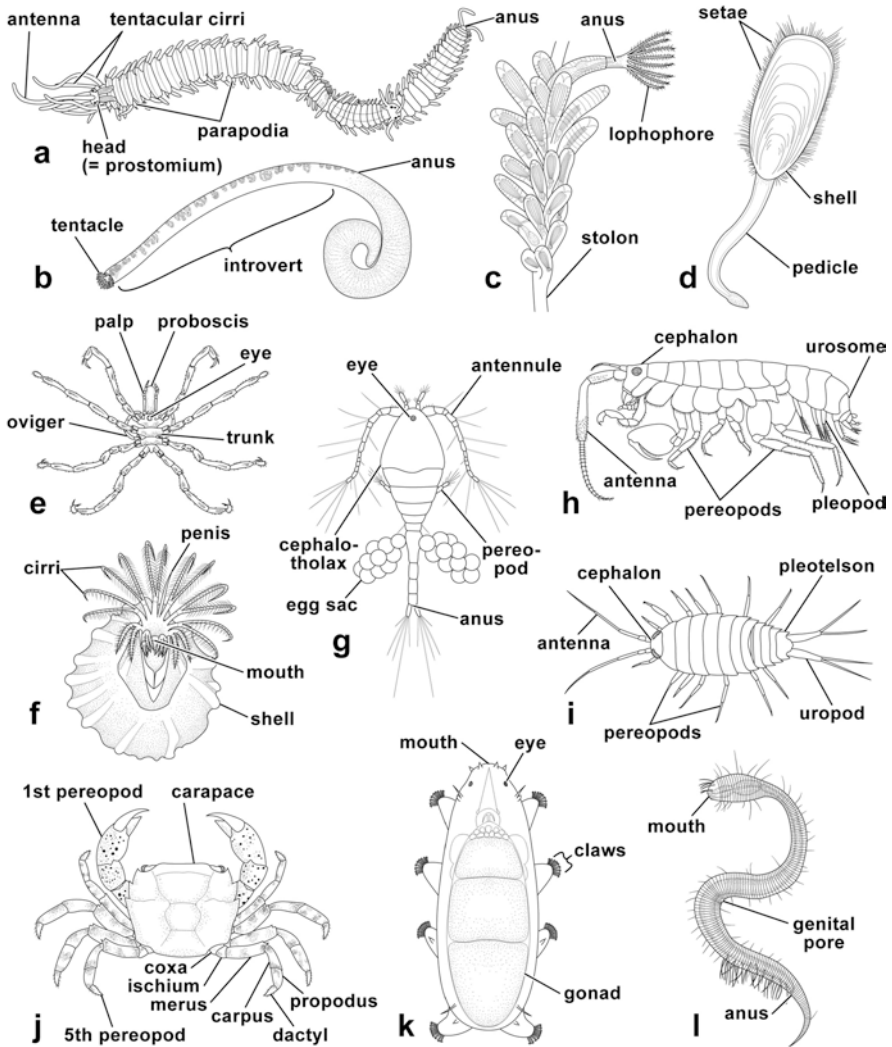 antenna
tentacular cirri
anus
parapodia
head
(= prostomium)
a
anus
tentacle
introvert
b
anus
lophophore
stolon
c
setae
shell
pedicle
d
palp
proboscis
eye
oviger
trunk
e
penis
cirri
mouth
shell
f
eye
antennule
cephalo-
tholax
pereo-
pod
egg sac
anus
g
cephalon
urosome
antenna
pereopods
pleopod
h
cephalon
pleotelson
antenna
pereopods
uropod
i
1st pereopod
carapace
coxa
ischium
merus
carpus
propodus
dactyl
5th pereopod
j
mouth
eye
claws
gonad
k
mouth
genital
pore
anus
l